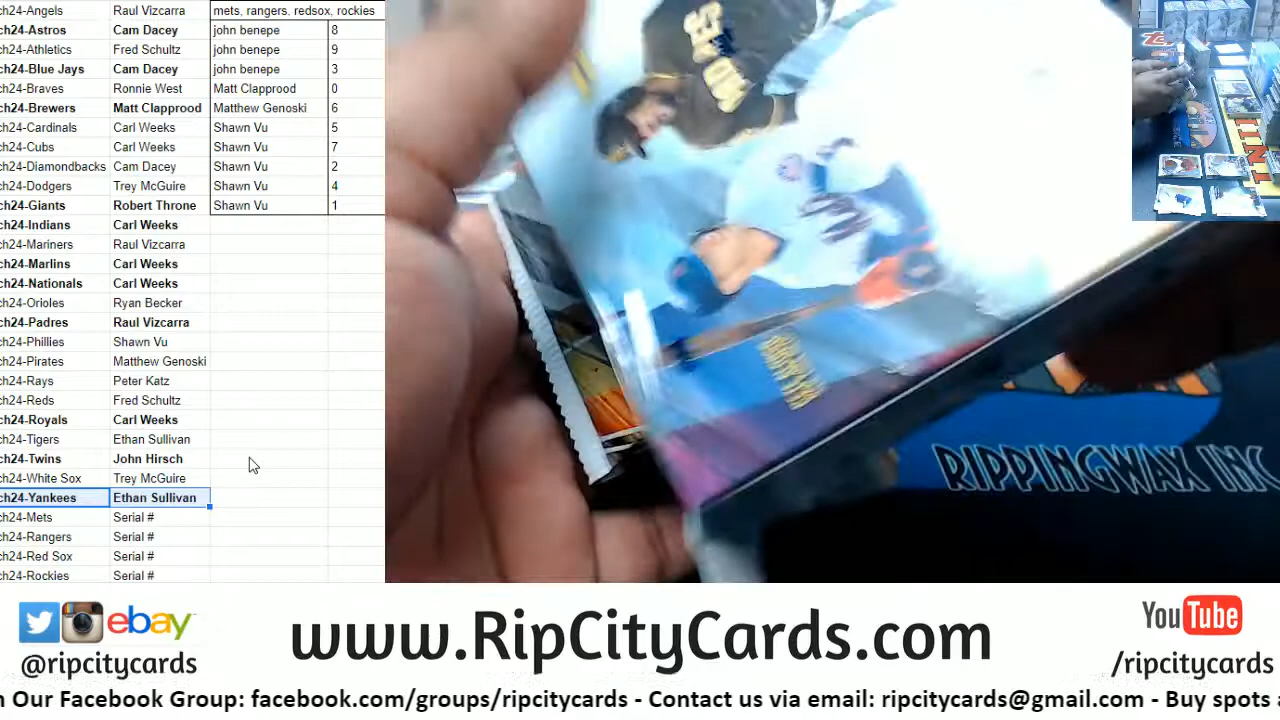 ch24-Angels Raul Vizcarra mets, rangers, redsox, rockies
ch24-Astros Cam Dacey john benepe 8
ch24-Athletics Fred Schultz john benepe 9
ch24-Blue Jays Cam Dacey john benepe 3
ch24-Braves Ronnie West Matt Clapprood 0
ch24-Brewers Matt Clapprood Matthew Genoski 6
ch24-Cardinals Carl Weeks Shawn Vu 5
ch24-Cubs Carl Weeks Shawn Vu 7
ch24-Diamondbacks Cam Dacey Shawn Vu 2
ch24-Dodgers Trey McGuire Shawn Vu 4
ch24-Giants Robert Throne Shawn Vu 1
ch24-Indians Carl Weeks
ch24-Mariners Raul Vizcarra
ch24-Marlins Carl Weeks
ch24-Nationals Carl Weeks
ch24-Orioles Ryan Becker
ch24-Padres Raul Vizcarra
ch24-Phillies Shawn Vu
ch24-Pirates Matthew Genoski
ch24-Rays Peter Katz
ch24-Reds Fred Schultz
ch24-Royals Carl Weeks
ch24-Tigers Ethan Sullivan
ch24-Twins John Hirsch
ch24-White Sox Trey McGuire
ch24-Yankees Ethan Sullivan
ch24-Mets Serial #
ch24-Rangers Serial #
ch24-Red Sox Serial #
ch24-Rockies Serial #
RIPPINGWAX INC
ebay
@ripcitycards
www.RipCityCards.com
YouTube
/ripcitycards
n Our Facebook Group: facebook.com/groups/ripcitycards - Contact us via email: ripcitycards@gmail.com - Buy spots a